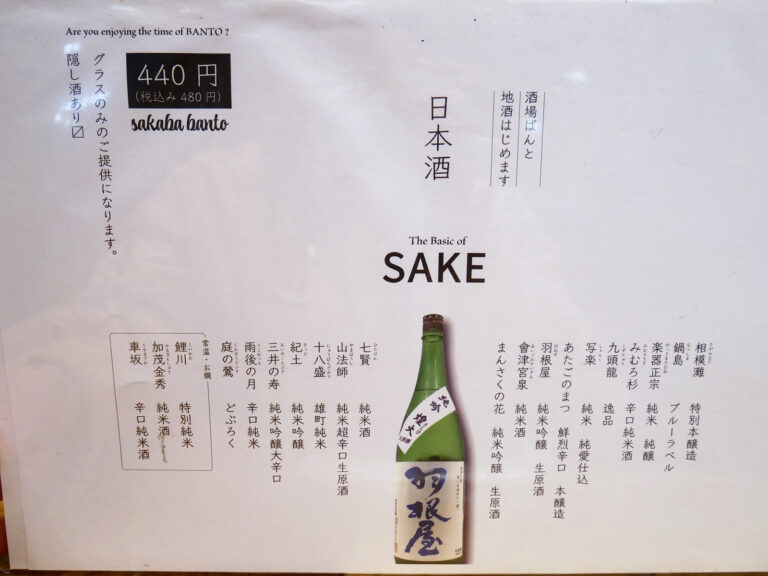 Are you enjoying the time of BANTO ?
酒場ばんと
地酒はじめます
日本酒
440 円
(税込み 480 円)
sakaba banto
グラスのみのご提供になります。
隠し酒あり〼
The Basic of
SAKE
相模灘 特別本醸造
鍋島 ブルーラベル
楽器正宗 純米 純醸
みむろ杉 辛口純米酒
九頭龍 逸品
写楽 純米 純愛仕込
あたごのまつ 鮮烈辛口 本醸造
羽根屋 純米吟醸 生原酒
會津宮泉 純米酒
まんさくの花 純米吟醸 生原酒
七賢 純米酒
山法師 純米超辛口生原酒
十八盛 雄町純米
紀土 純米吟醸
三井の寿 純米吟醸大辛口
雨後の月 辛口純米
庭の鶯 どぶろく
常温・お燗
鯉川 特別純米
加茂金秀 純米酒
車坂 辛口純米酒
純吟
羽根屋